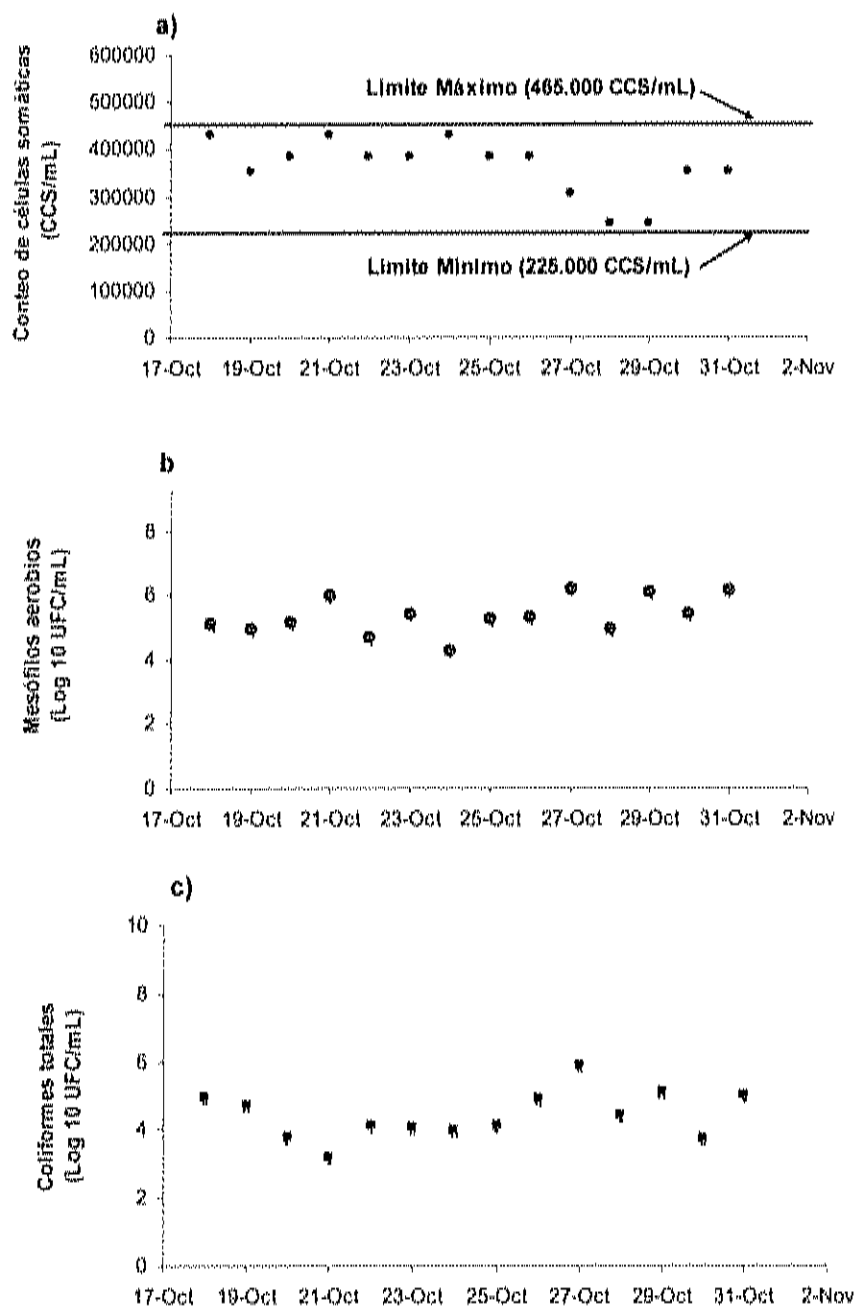 a)
Conteo de células somáticas
(CCS/mL)
600000
500000
400000
300000
200000
100000
0
Límite Máximo (465.000 CCS/mL)
Límite Mínimo (225.000 CCS/mL)
17-Oct 19-Oct 21-Oct 23-Oct 25-Oct 27-Oct 29-Oct 31-Oct 2-Nov
b
Mesófilos aerobios
(Log 10 UFC/mL)
8
6
4
2
0
17-Oct 19-Oct 21-Oct 23-Oct 25-Oct 27-Oct 29-Oct 31-Oct 2-Nov
c)
Coliformes totales
(Log 10 UFC/mL)
10
8
6
4
2
0
17-Oct 19-Oct 21-Oct 23-Oct 25-Oct 27-Oct 29-Oct 31-Oct 2-Nov